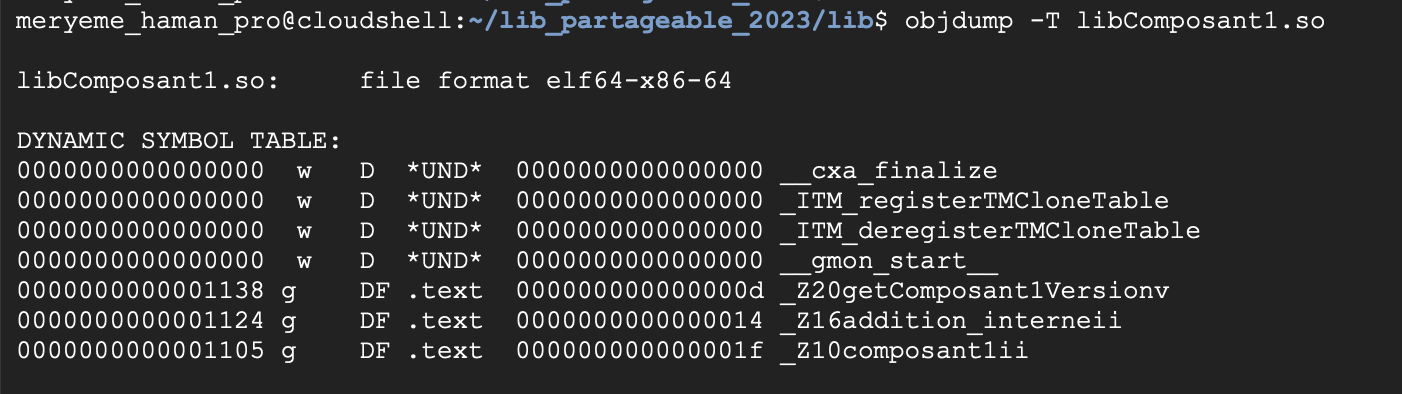 meryeme_haman_pro@cloudshell:~/lib_partageable_2023/lib$ objdump -T libComposant1.so
libComposant1.so:     file format elf64-x86-64
DYNAMIC SYMBOL TABLE:
0000000000000000  w   D  *UND*  0000000000000000 __cxa_finalize
0000000000000000  w   D  *UND*  0000000000000000 _ITM_registerTMCloneTable
0000000000000000  w   D  *UND*  0000000000000000 _ITM_deregisterTMCloneTable
0000000000000000  w   D  *UND*  0000000000000000 __gmon_start__
0000000000001138 g    DF .text  000000000000000d _Z20getComposant1Versionv
0000000000001124 g    DF .text  0000000000000014 _Z16addition_interneii
0000000000001105 g    DF .text  000000000000001f _Z10composant1ii